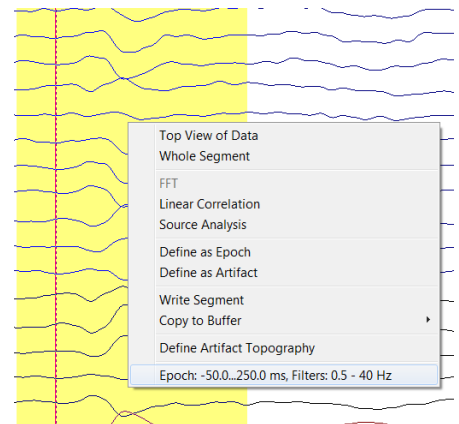 Top View of Data
Whole Segment
FFT
Linear Correlation
Source Analysis
Define as Epoch
Define as Artifact
Write Segment
Copy to Buffer
Define Artifact Topography
Epoch: -50.0...250.0 ms, Filters: 0.5 - 40 Hz